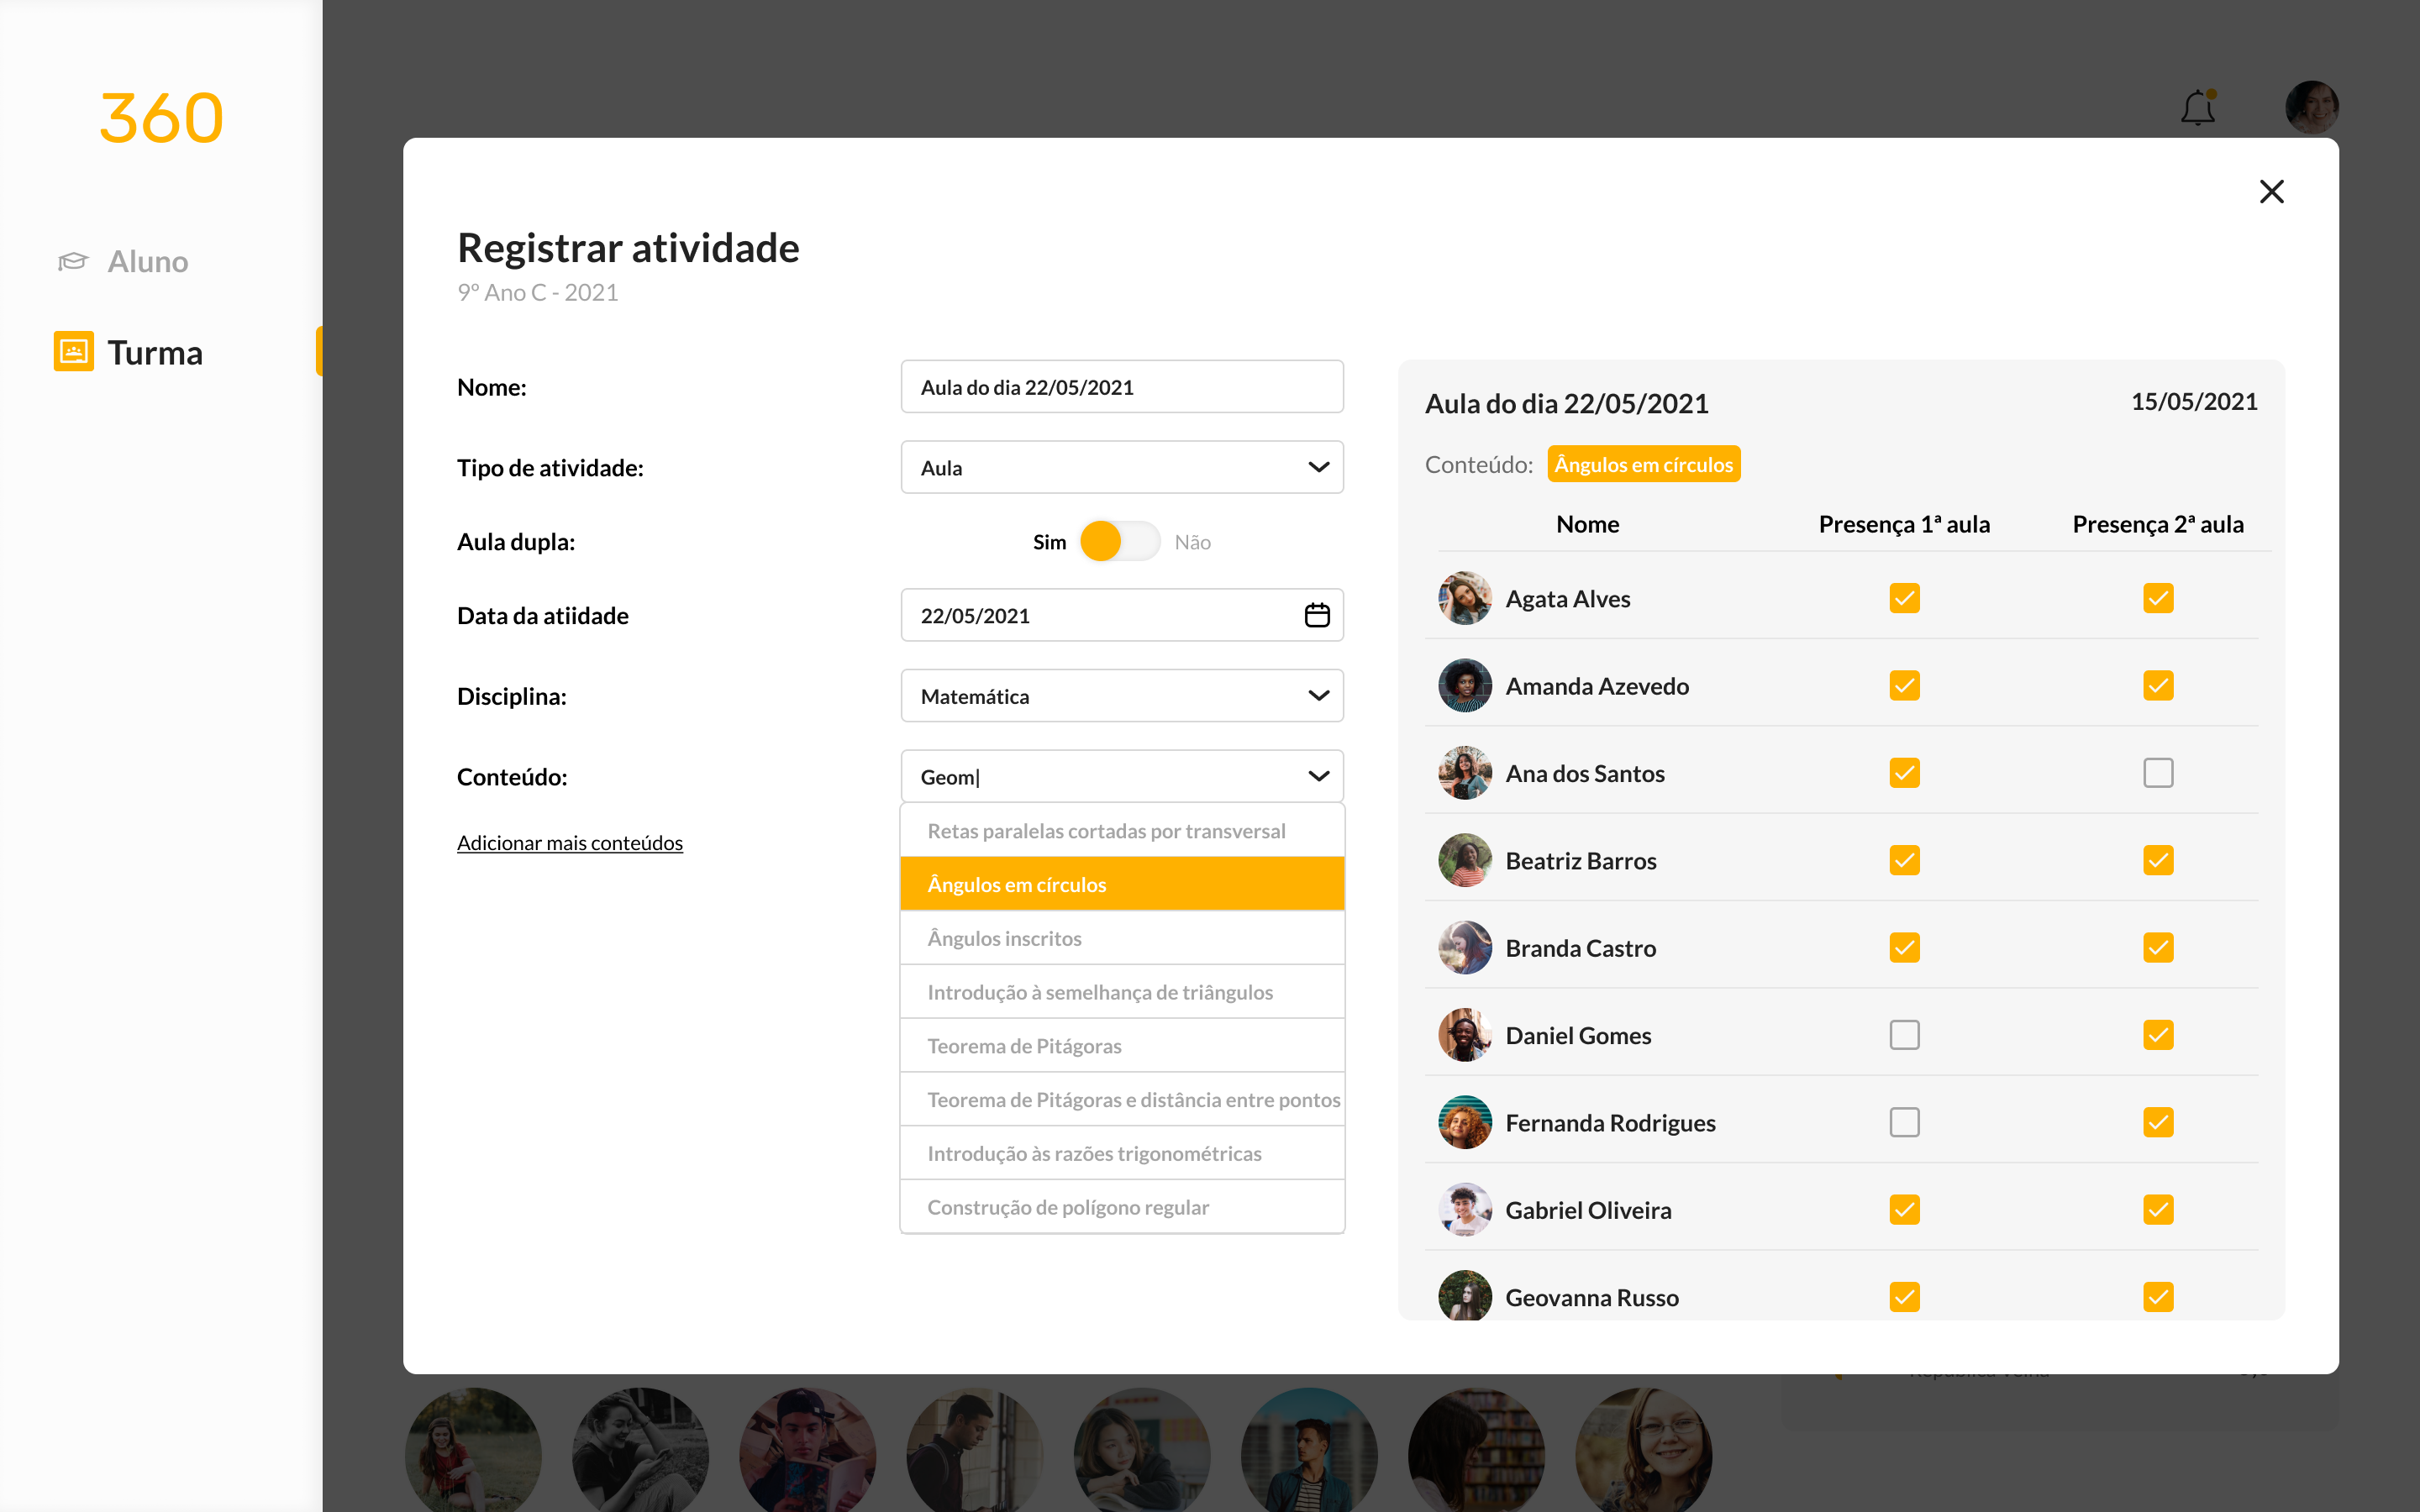 360
Aluno
Turma
Registrar atividade
9º Ano C - 2021
Nome:
Aula do dia 22/05/2021
Tipo de atividade:
Aula
Aula dupla:
Sim
Não
Data da atiidade
22/05/2021
Disciplina:
Matemática
Conteúdo:
Geom|
Adicionar mais conteúdos
Retas paralelas cortadas por transversal
Ângulos em círculos
Ângulos inscritos
Introdução à semelhança de triângulos
Teorema de Pitágoras
Teorema de Pitágoras e distância entre pontos
Introdução às razões trigonométricas
Construção de polígono regular
Aula do dia 22/05/2021
15/05/2021
Conteúdo: Ângulos em círculos
Nome Presença 1ª aula Presença 2ª aula
Agata Alves
Amanda Azevedo
Ana dos Santos
Beatriz Barros
Branda Castro
Daniel Gomes
Fernanda Rodrigues
Gabriel Oliveira
Geovanna Russo